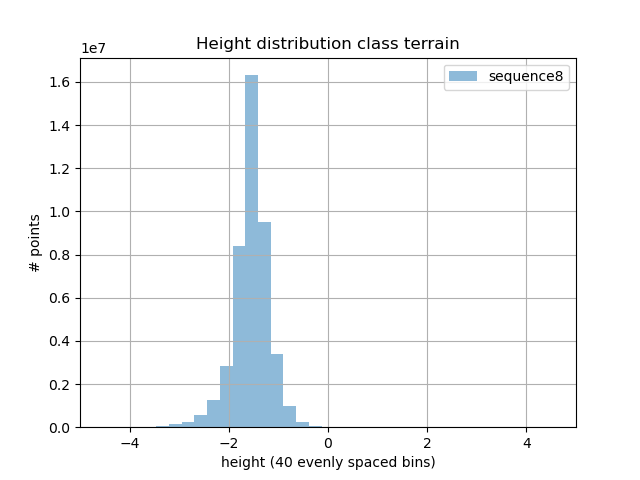 Height distribution class terrain
1e7
sequence8
1.6
1.4
1.2
1.0
0.8
0.6
0.4
0.2
0.0
# points
−4 −2 0 2 4
height (40 evenly spaced bins)